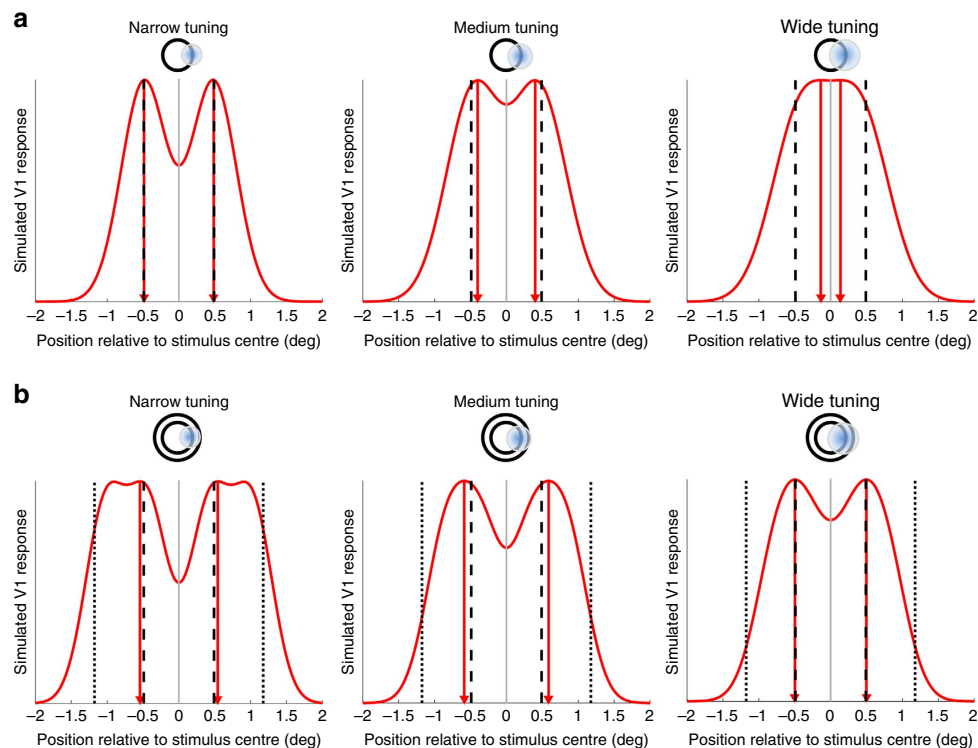 a
Narrow tuning
Medium tuning
Wide tuning
Simulated V1 response
Simulated V1 response
Simulated V1 response
−2 −1.5 −1 −0.5 0 0.5 1 1.5 2
−2 −1.5 −1 −0.5 0 0.5 1 1.5 2
−2 −1.5 −1 −0.5 0 0.5 1 1.5 2
Position relative to stimulus centre (deg)
Position relative to stimulus centre (deg)
Position relative to stimulus centre (deg)
b
Narrow tuning
Medium tuning
Wide tuning
Simulated V1 response
Simulated V1 response
Simulated V1 response
−2 −1.5 −1 −0.5 0 0.5 1 1.5 2
−2 −1.5 −1 −0.5 0 0.5 1 1.5 2
−2 −1.5 −1 −0.5 0 0.5 1 1.5 2
Position relative to stimulus centre (deg)
Position relative to stimulus centre (deg)
Position relative to stimulus centre (deg)